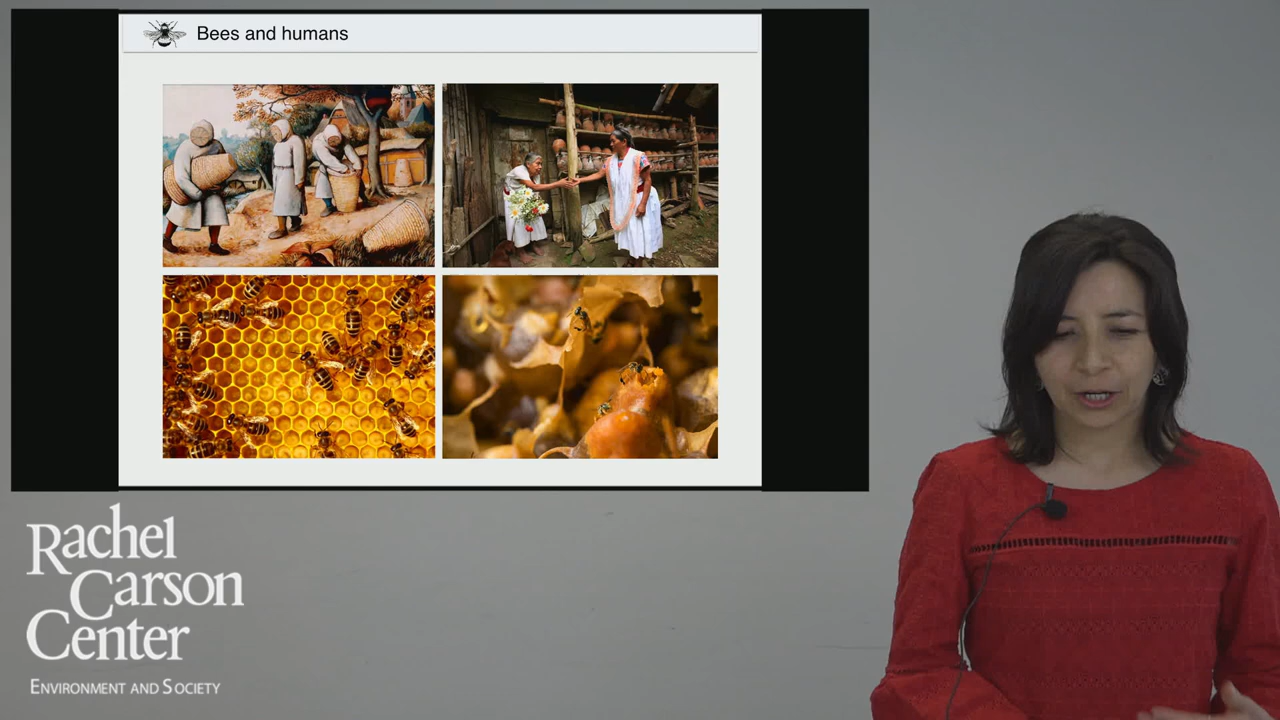 Bees and humans
Rachel
Carson
Center
Environment and Society